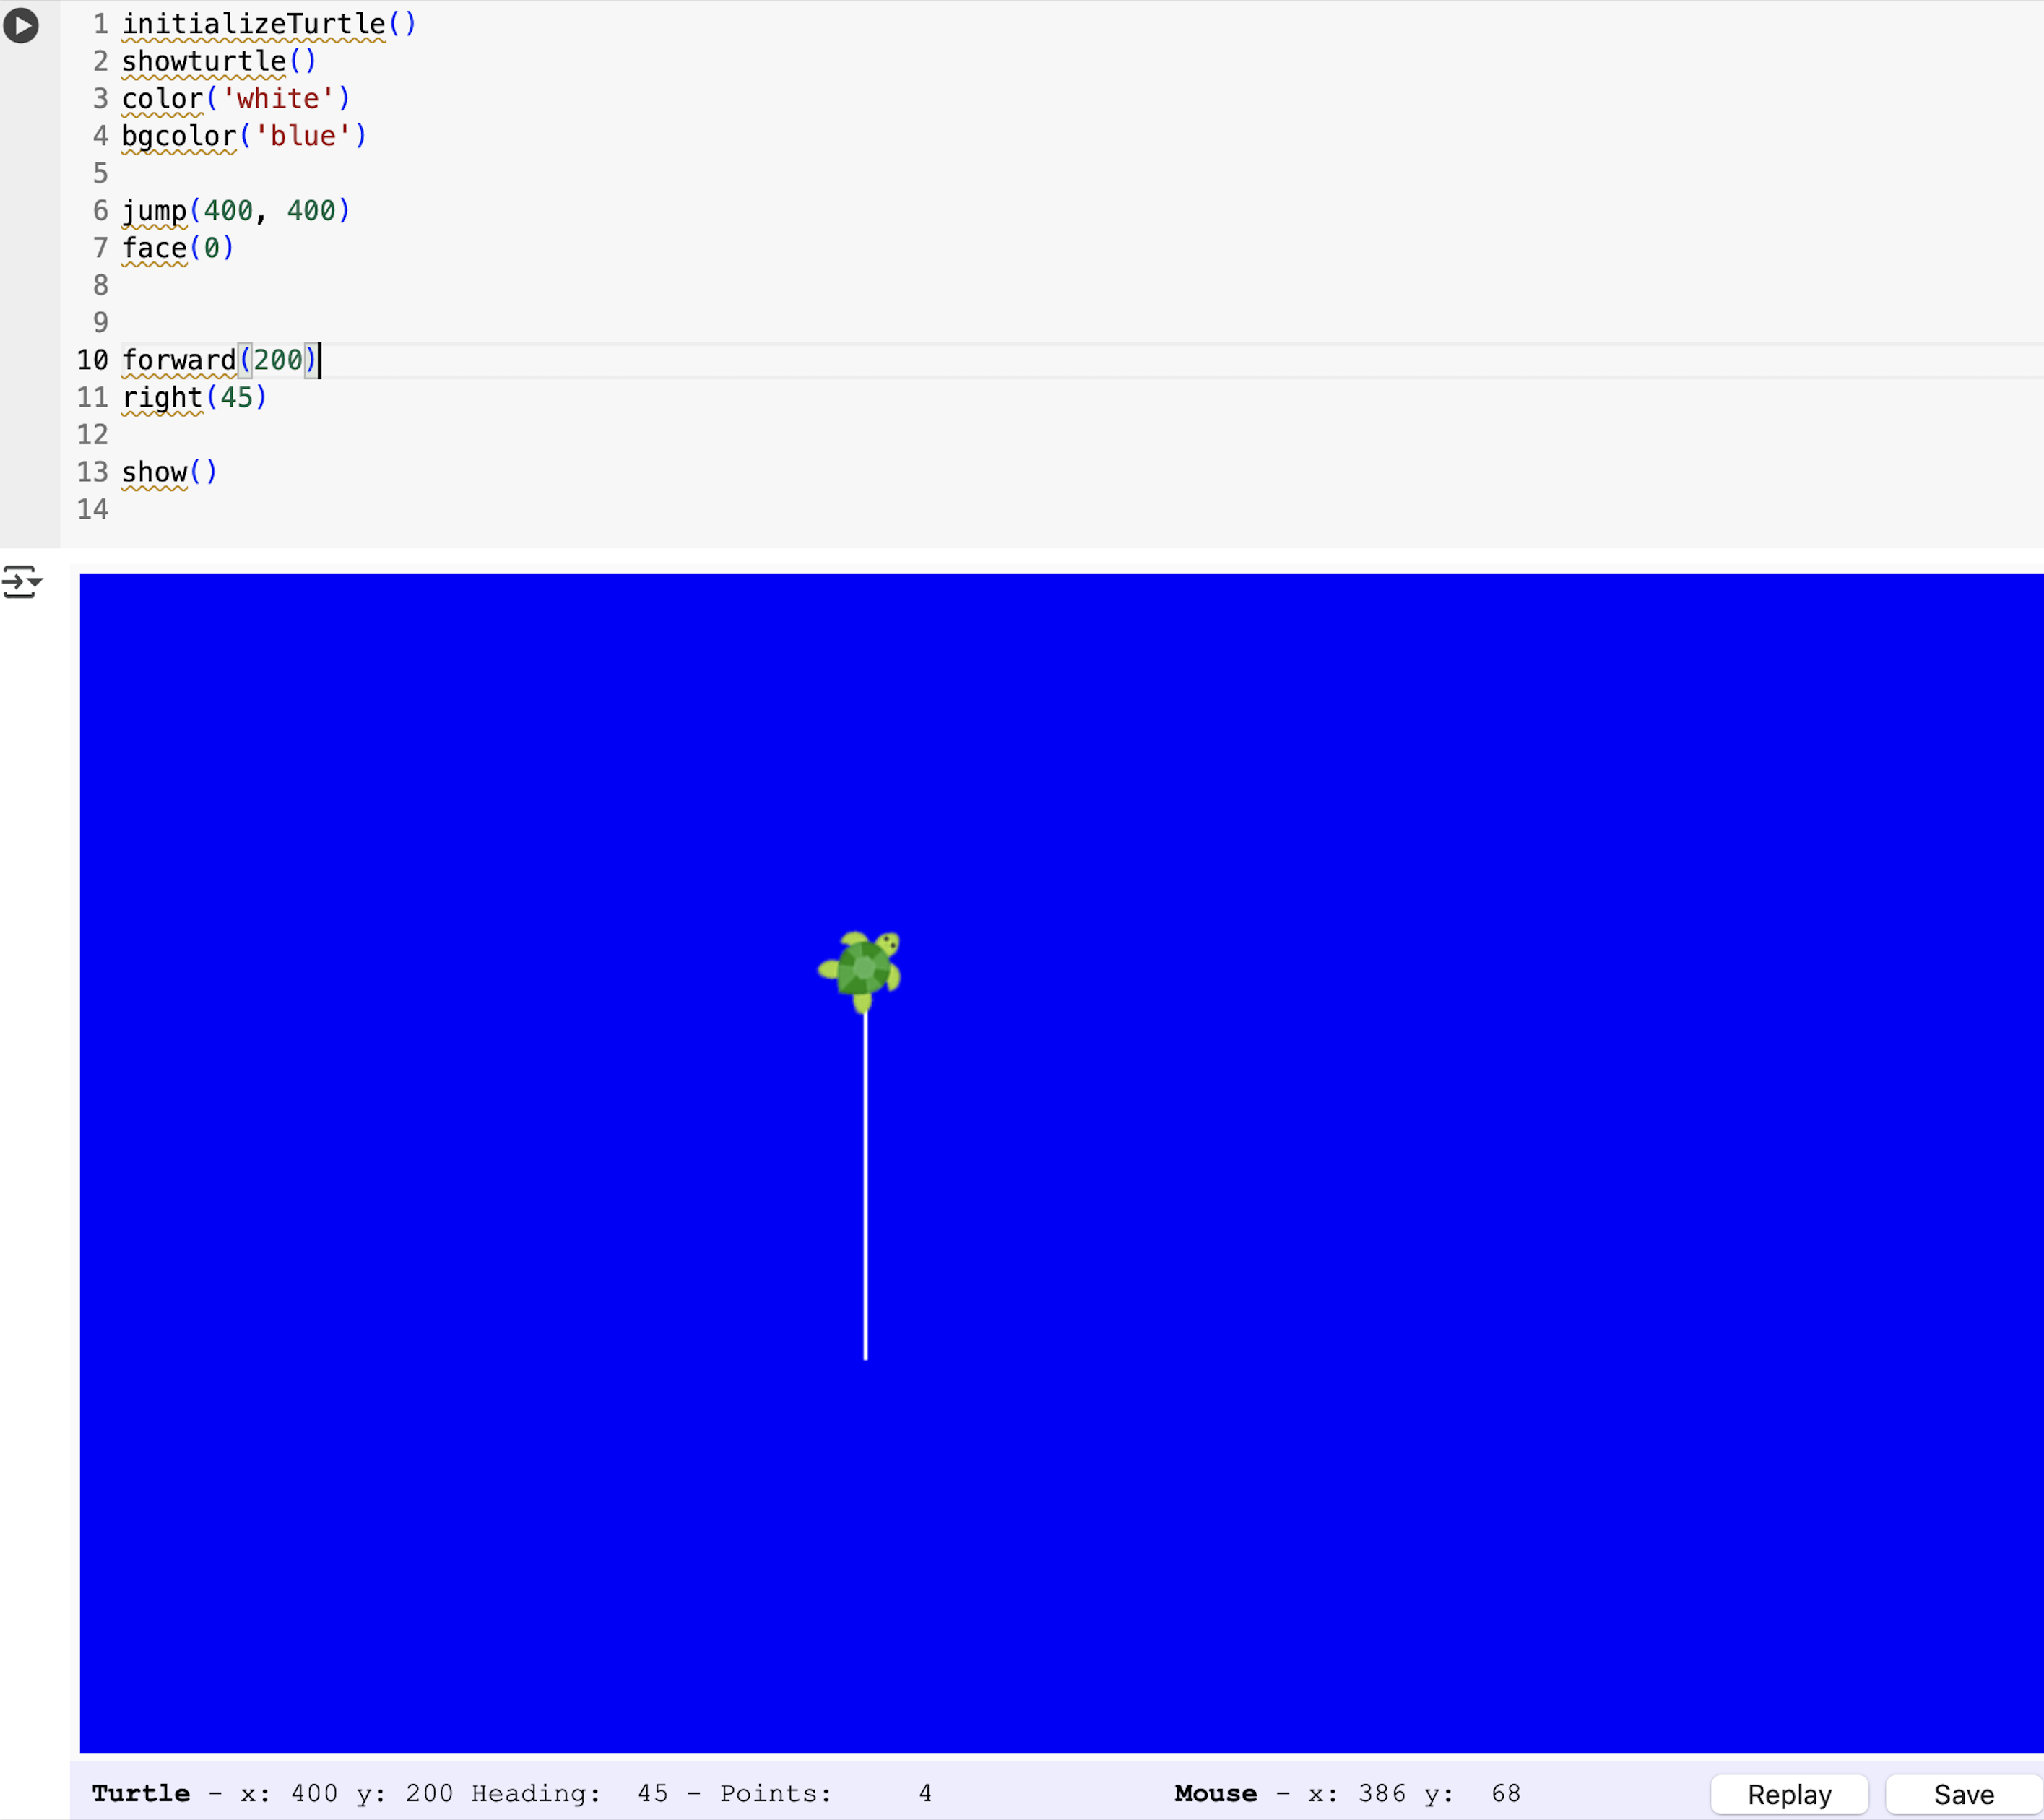 1 initializeTurtle()
2 showturtle()
3 color('white')
4 bgcolor('blue')
5
6 jump(400, 400)
7 face(0)
8
9
10 forward(200)
11 right(45)
12
13 show()
14
Turtle - x: 400 y: 200 Heading: 45 - Points: 4 Mouse - x: 386 y: 68 Replay Save